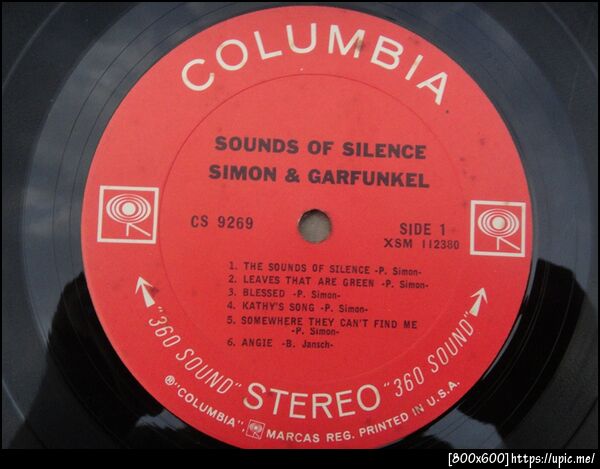 COLUMBIA
SOUNDS OF SILENCE
SIMON & GARFUNKEL
CS 9269
SIDE 1
XSM 112380
1. THE SOUNDS OF SILENCE -P. Simon-
2. LEAVES THAT ARE GREEN -P. Simon-
3. BLESSED -P. Simon-
4. KATHY'S SONG -P. Simon-
5. SOMEWHERE THEY CAN'T FIND ME
-P. Simon-
6. ANGIE -B. Jansch-
"360 SOUND" STEREO "360 SOUND"
® "COLUMBIA", MARCAS REG. PRINTED IN U.S.A.
[800x600]https://upic.me/